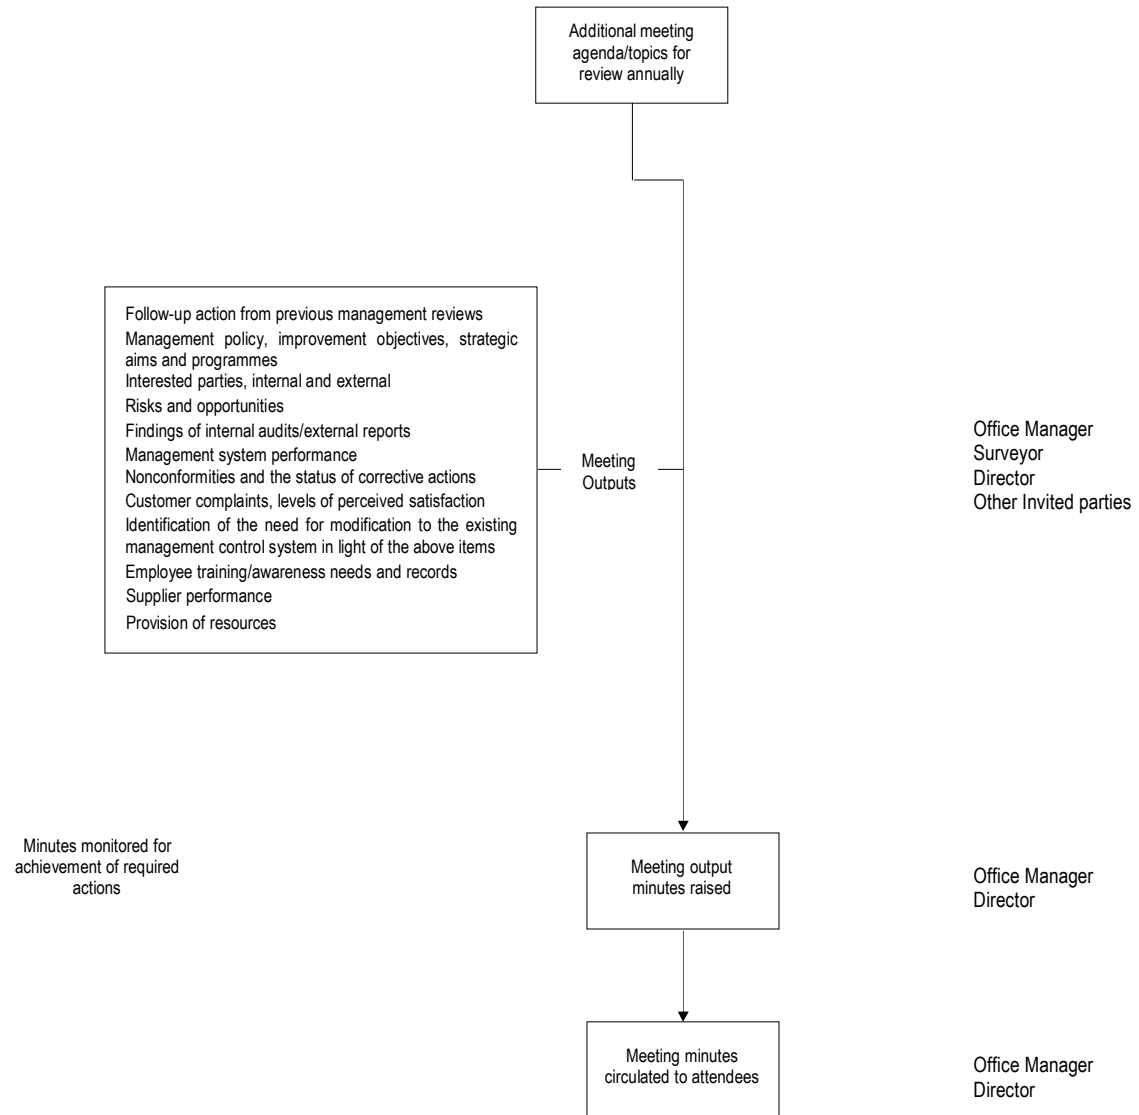 Additional meeting
agenda/topics for
review annually
Follow-up action from previous management reviews
Management policy, improvement objectives, strategic
aims and programmes
Interested parties, internal and external
Risks and opportunities
Findings of internal audits/external reports
Management system performance
Nonconformities and the status of corrective actions
Customer complaints, levels of perceived satisfaction
Identification of the need for modification to the existing
management control system in light of the above items
Employee training/awareness needs and records
Supplier performance
Provision of resources
Meeting
Outputs
Office Manager
Surveyor
Director
Other Invited parties
Minutes monitored for
achievement of required
actions
Meeting output
minutes raised
Office Manager
Director
Meeting minutes
circulated to attendees
Office Manager
Director